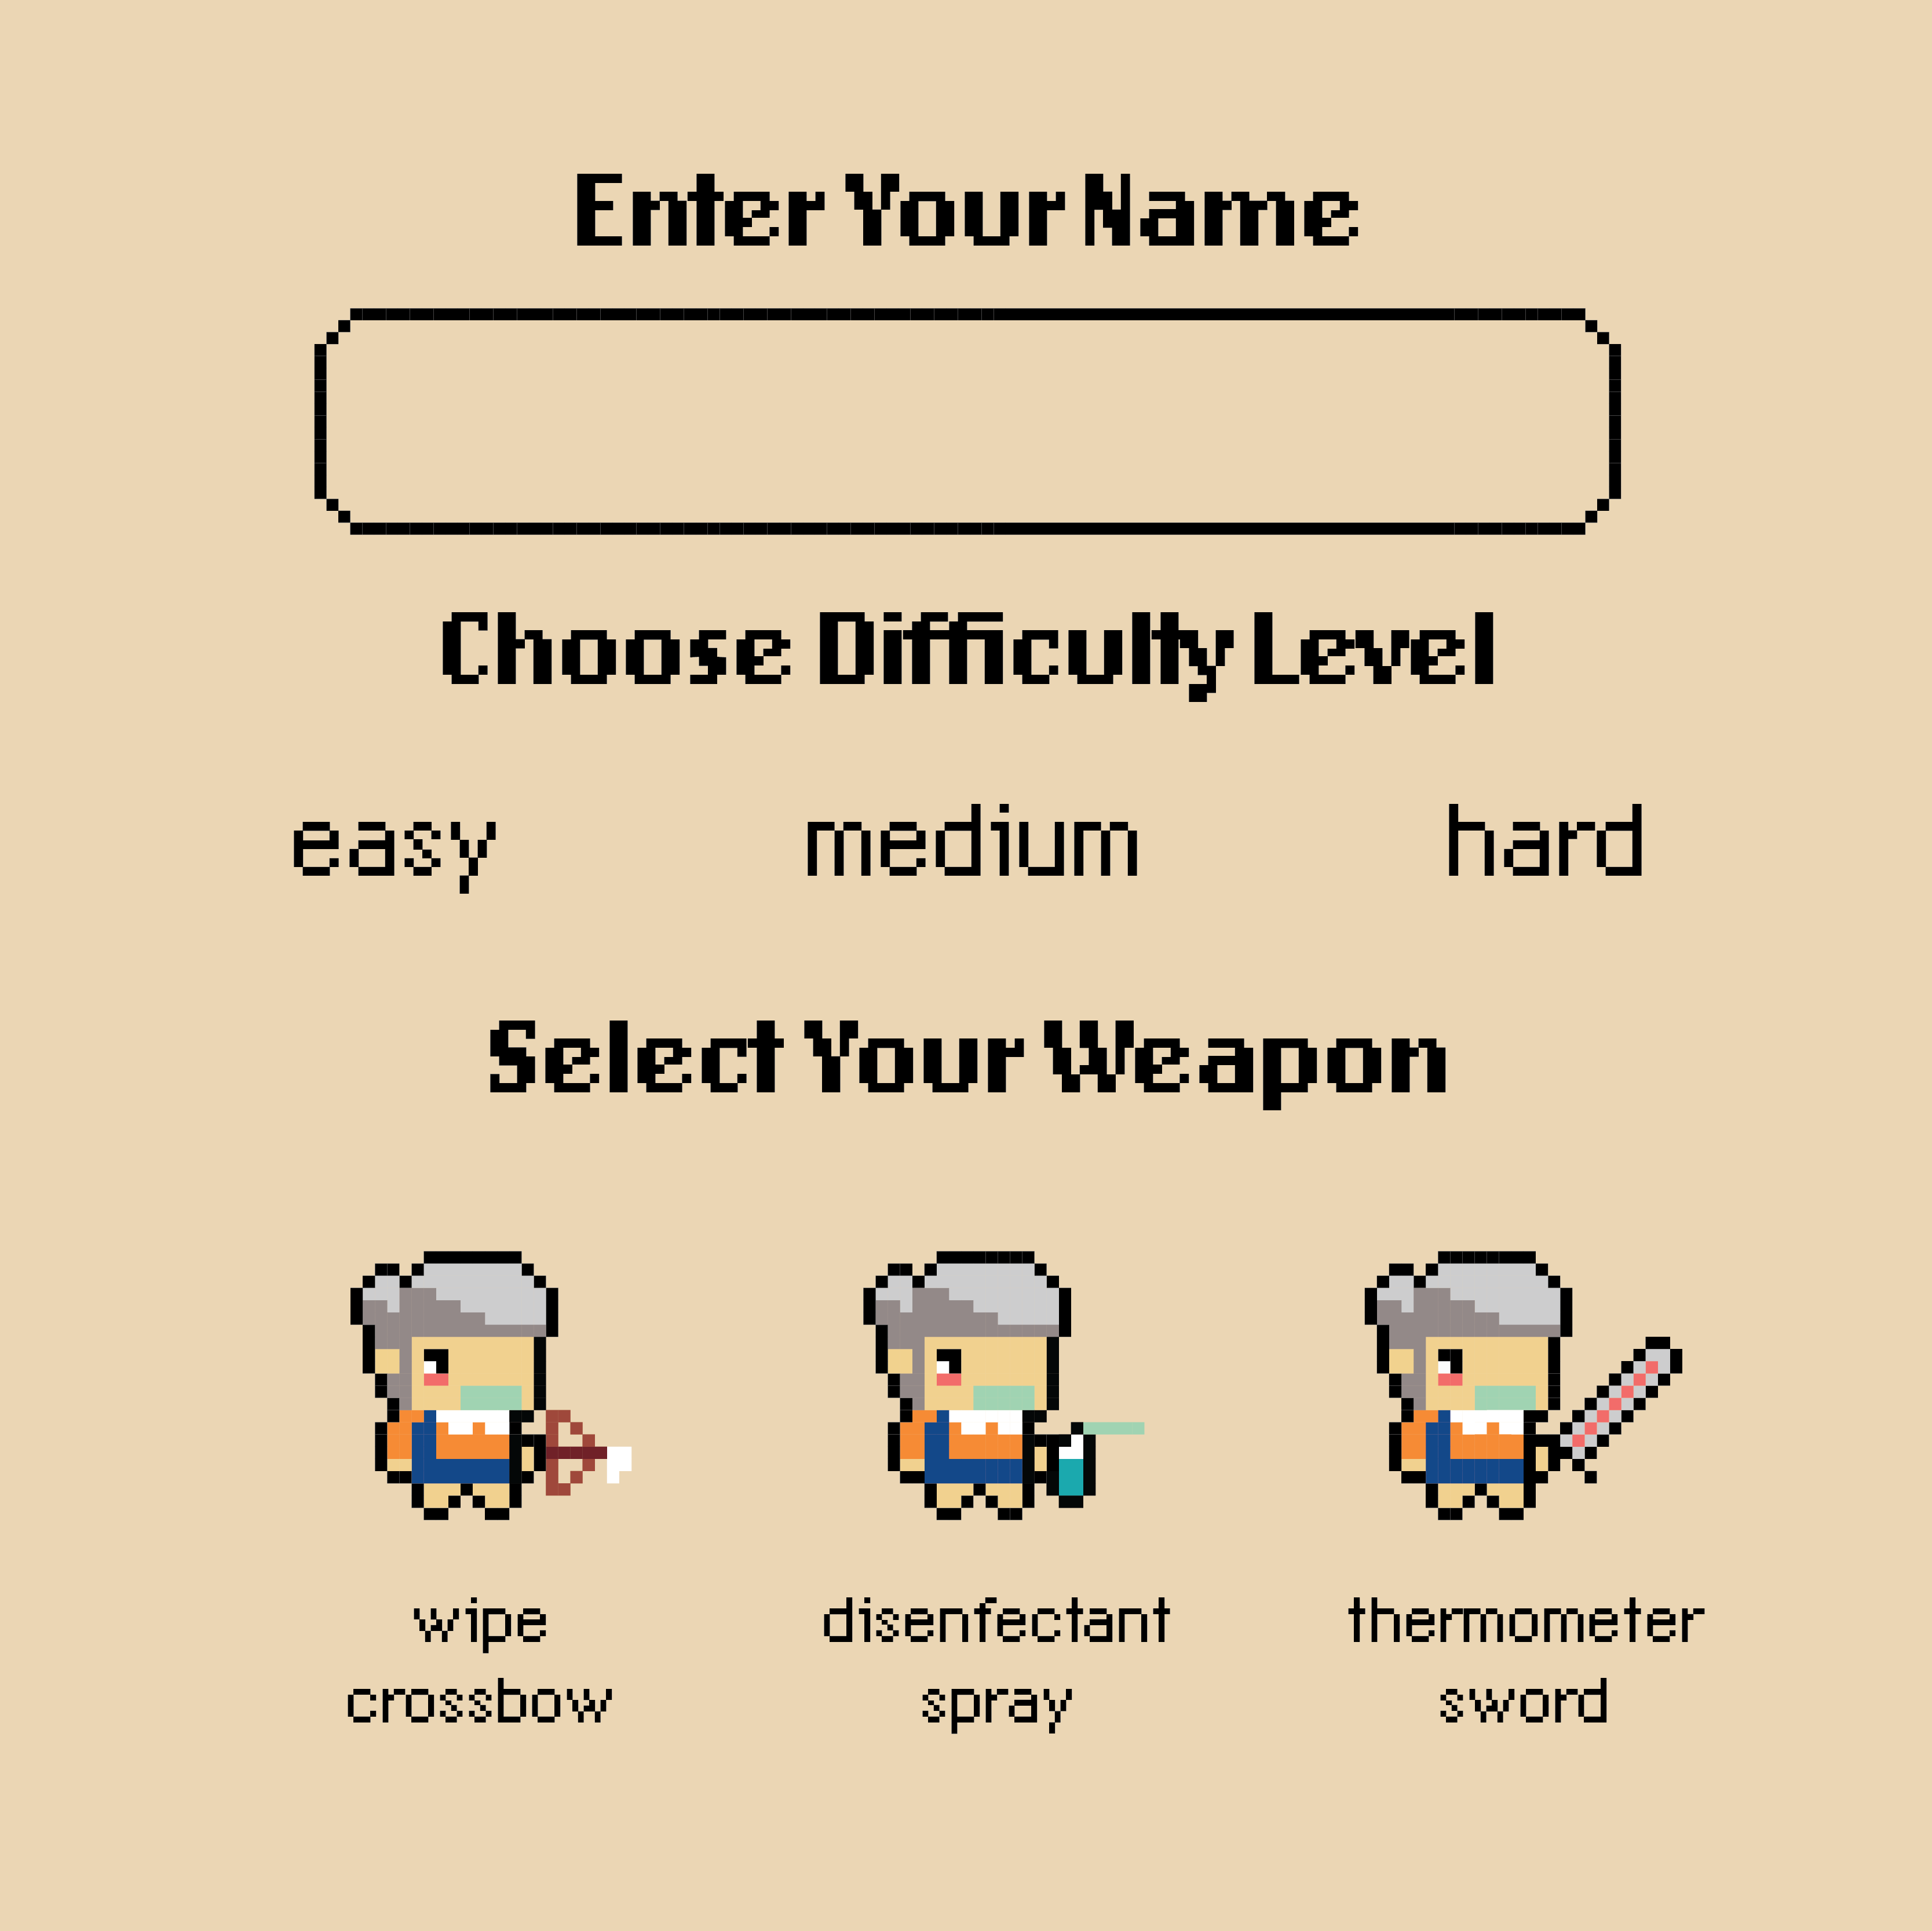 Enter Your Name
Choose Difficulty Level
easy medium hard
Select Your Weapon
wipe disenfectant thermometer
crossbow spray sword